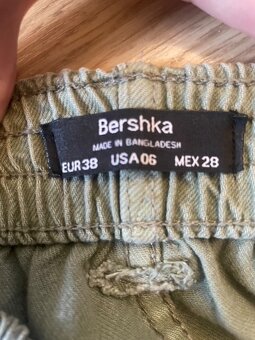 Bershka
MADE IN BANGLADESH
EUR 38 USA 06 MEX 28